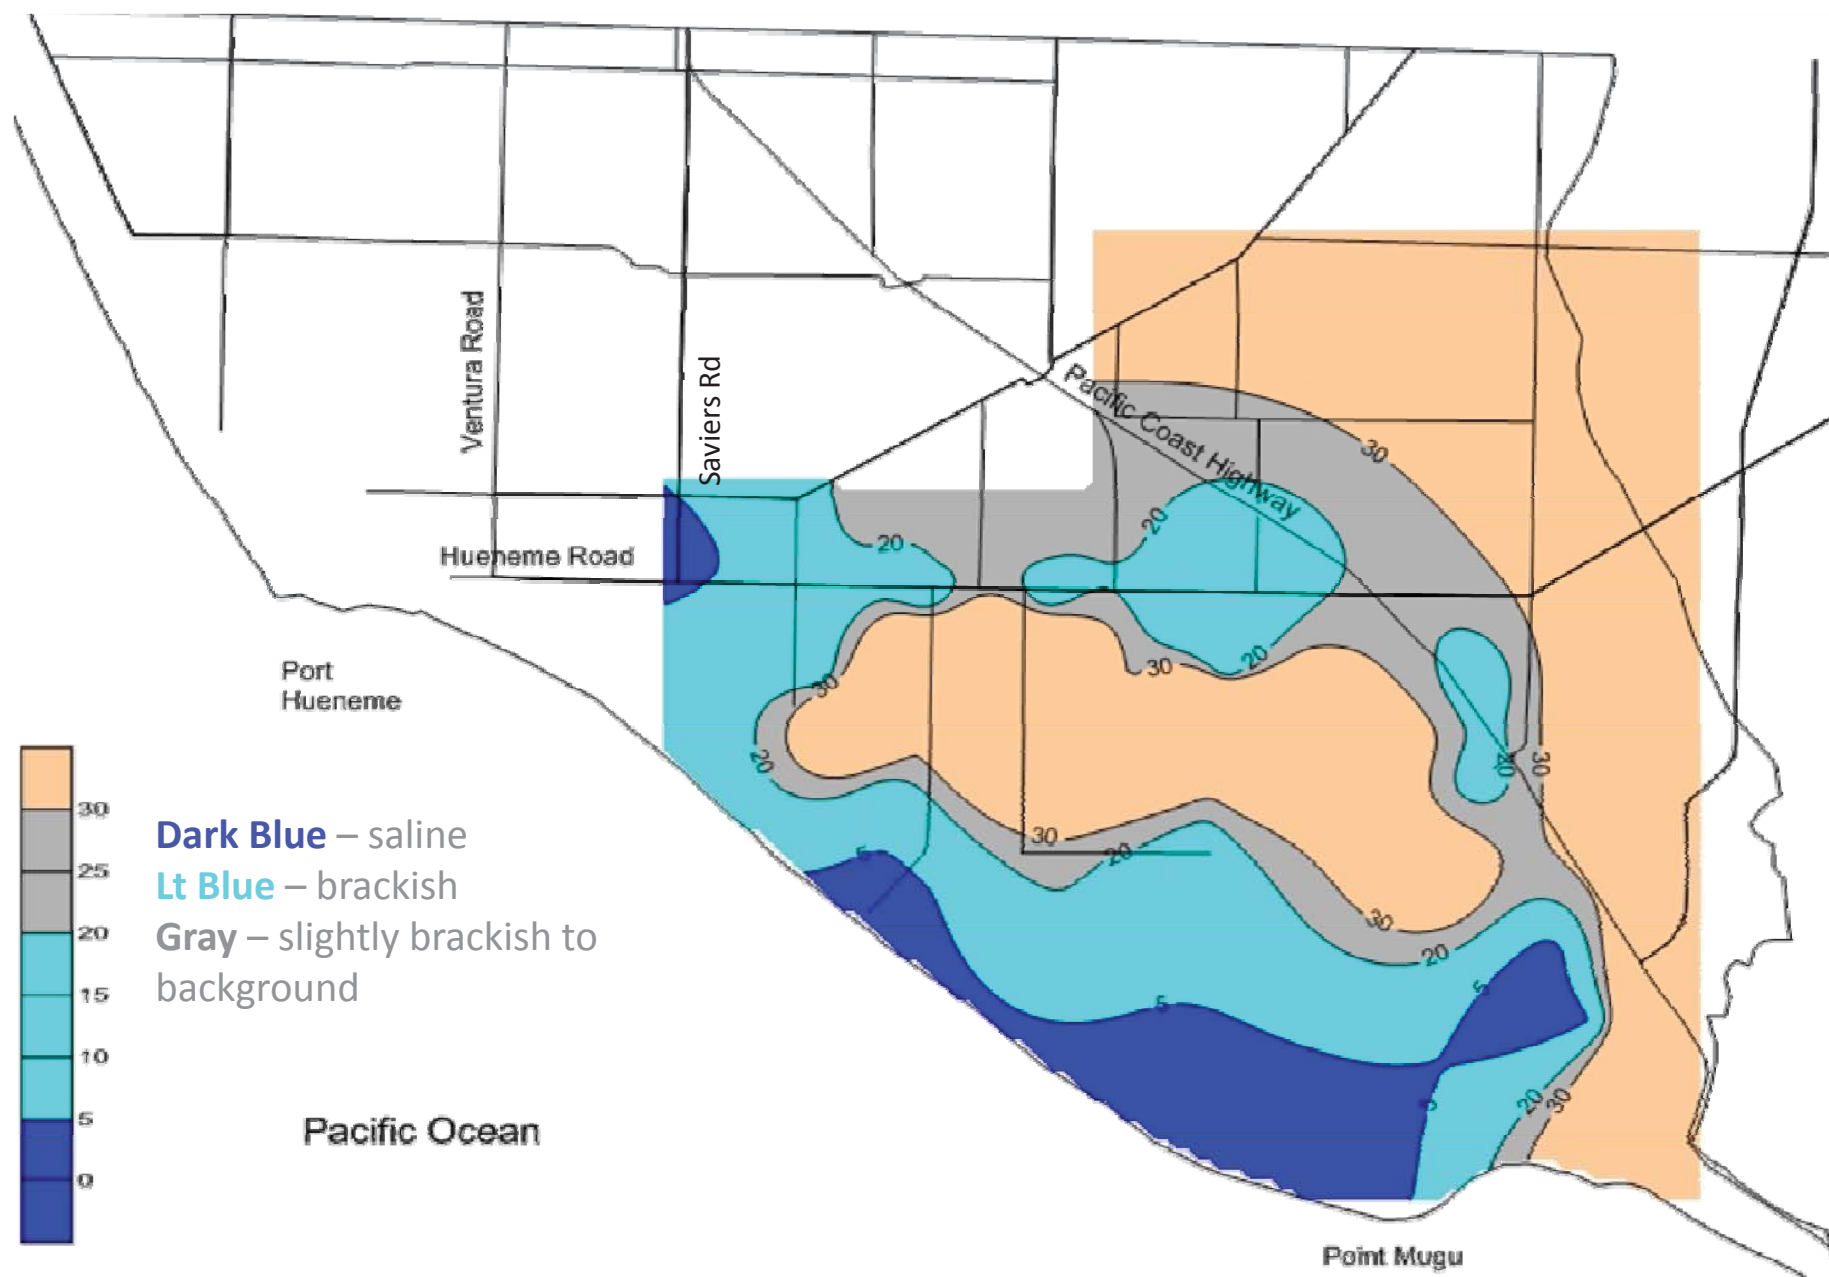 Ventura Road
Saviers Rd
Pacific Coast Highway
30
20
20
Hueneme Road
20
30
30
Port
Hueneme
20
20
30
30
25
20
15
10
5
0
Dark Blue – saline
Lt Blue – brackish
Gray – slightly brackish to
background
30
20
5
30
20
5
5
5
20
30
Pacific Ocean
Point Mugu